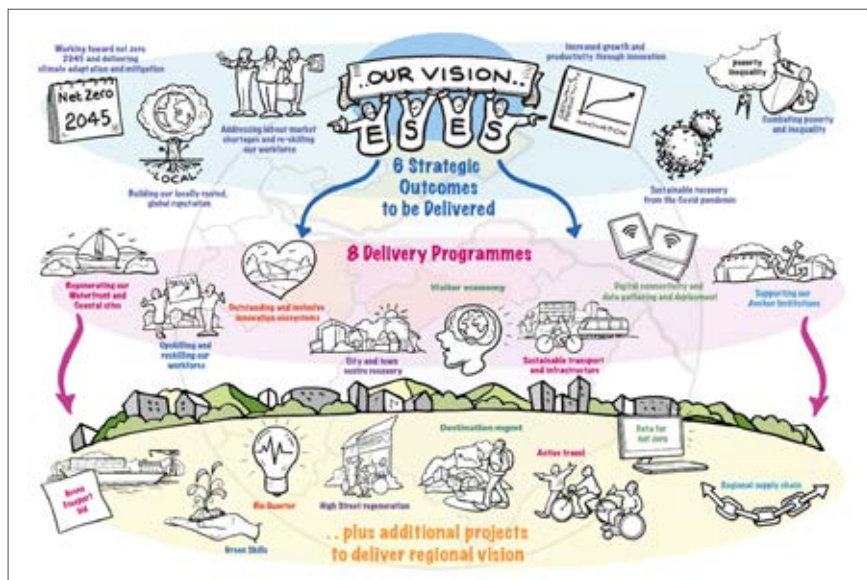 Working toward net zero
2045 and delivering
climate adaptation and mitigation
Net Zero
2045
LOCAL
Building our locally rooted,
global reputation
Addressing labour market
shortages and re-skilling
our workforce
..OUR VISION..
E S E S
6 Strategic
Outcomes
to be Delivered
Increased growth and
productivity through innovation
PRODUCTIVITY
INNOVATION
Sustainable recovery
from the Covid pandemic
poverty
inequality
Combating poverty
and inequality
8 Delivery Programmes
Regenerating our
Waterfront and
Coastal sites
SKILLS
Upskilling and
reskilling our
workforce
Outstanding and inclusive
innovation ecosystems
City and town
centre recovery
Visitor economy
Sustainable transport
and infrastructure
Digital connectivity and
data gathering and deployment
Supporting our
Anchor Institutions
Bid
Green Skills
Bio Quarter
High Street regeneration
Destination mgmt
Active travel
Data for
net zero
Regional supply chain
..plus additional projects
to deliver regional vision